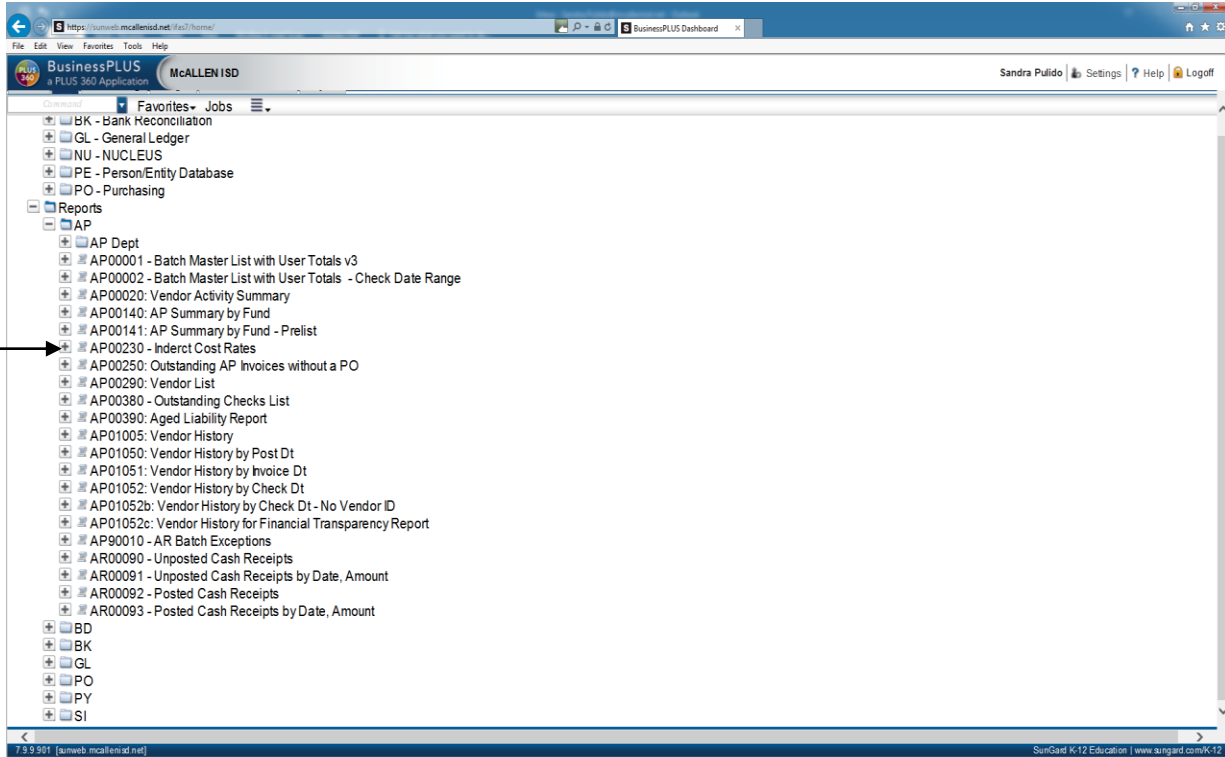 https://sunweb.mcallenisd.net/ifas7/home/
BusinessPLUS Dashboard
File Edit View Favorites Tools Help
PLUS 360
BusinessPLUS
a PLUS 360 Application
McALLEN ISD
Sandra Pulido Settings ? Help Logoff
Command Favorites Jobs
BK - Bank Reconciliation
GL - General Ledger
NU - NUCLEUS
PE - Person/Entity Database
PO - Purchasing
Reports
AP
AP Dept
AP00001 - Batch Master List with User Totals v3
AP00002 - Batch Master List with User Totals - Check Date Range
AP00020: Vendor Activity Summary
AP00140: AP Summary by Fund
AP00141: AP Summary by Fund - Prelist
AP00230 - Inderct Cost Rates
AP00250: Outstanding AP Invoices without a PO
AP00290: Vendor List
AP00380 - Outstanding Checks List
AP00390: Aged Liability Report
AP01005: Vendor History
AP01050: Vendor History by Post Dt
AP01051: Vendor History by Invoice Dt
AP01052: Vendor History by Check Dt
AP01052b: Vendor History by Check Dt - No Vendor ID
AP01052c: Vendor History for Financial Transparency Report
AP90010 - AR Batch Exceptions
AR00090 - Unposted Cash Receipts
AR00091 - Unposted Cash Receipts by Date, Amount
AR00092 - Posted Cash Receipts
AR00093 - Posted Cash Receipts by Date, Amount
BD
BK
GL
PO
PY
SI
7.9.9.901 [sunweb.mcallenisd.net] SunGard K-12 Education | www.sungard.com/K-12